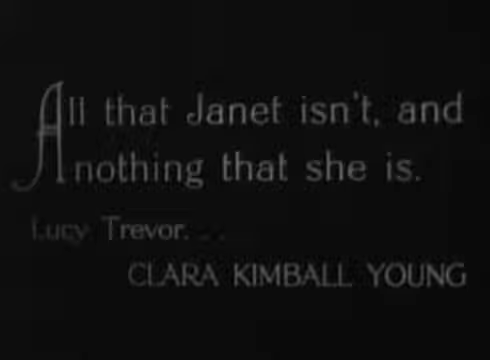 All that Janet isn't, and
nothing that she is.
Lucy Trevor. . .
CLARA KIMBALL YOUNG